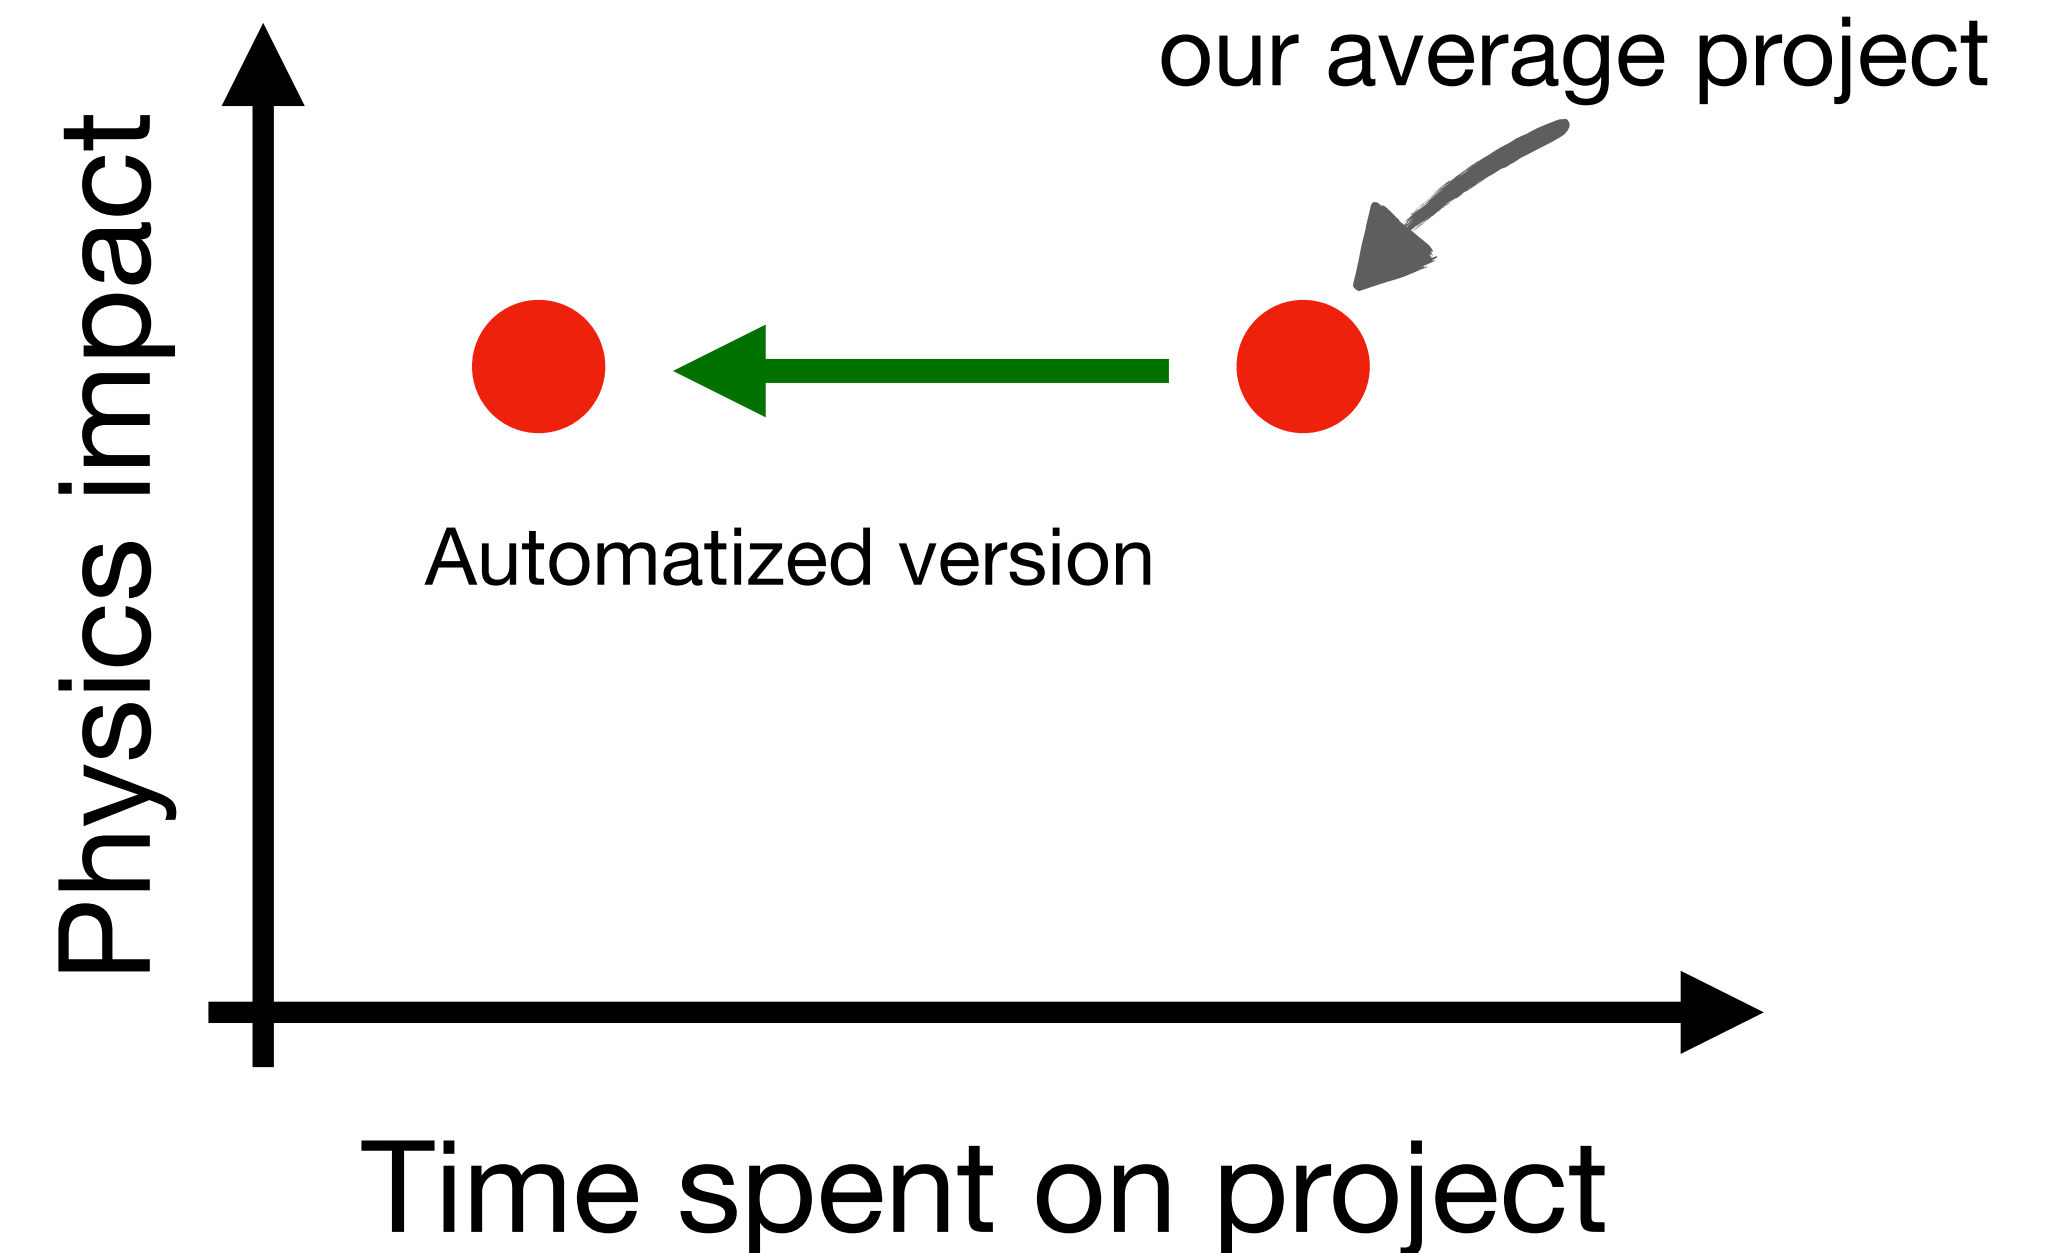 our average project
Physics impact
Automatized version
Time spent on project